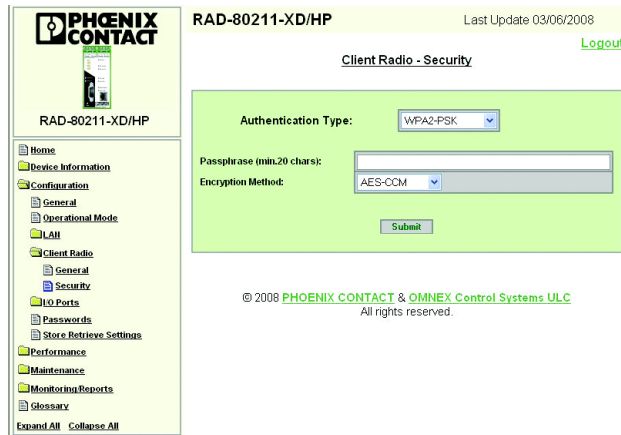 PHŒNIX
CONTACT
RAD-80211-XD/HP
Home
Device Information
Configuration
General
Operational Mode
LAN
Client Radio
General
Security
I/O Ports
Passwords
Store Retrieve Settings
Performance
Maintenance
Monitoring/Reports
Glossary
Expand All Collapse All
RAD-80211-XD/HP Last Update 03/06/2008
Logout
Client Radio - Security
Authentication Type: WPA2-PSK
Passphrase (min.20 chars):
Encryption Method: AES-CCM
Submit
© 2008 PHOENIX CONTACT & OMNEX Control Systems ULC
All rights reserved.